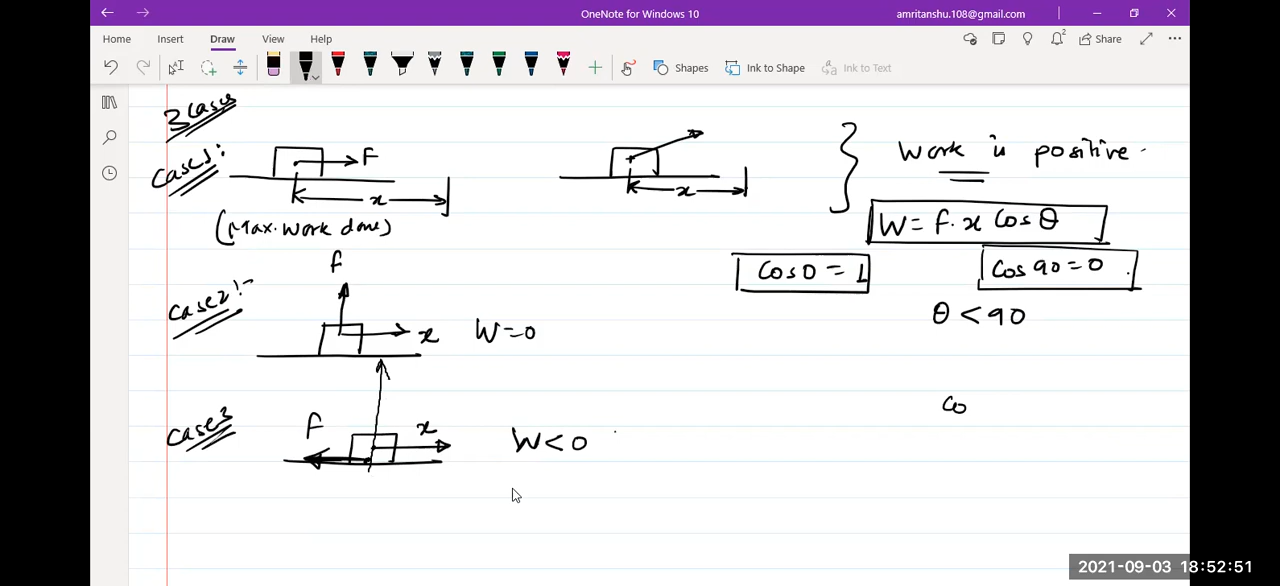 OneNote for Windows 10
amritanshu.108@gmail.com
Home Insert Draw View Help
Share
Shapes Ink to Shape Ink to Text
3 Cases
Case1:
F
x
(Max. work done)
x
Work is positive.
W = F. x Cos θ
Cos 0 = 1
Cos 90 = 0
θ < 90
Case2:-
F
x
W=0
Case3
F
x
W<0
Co
2021-09-03 18:52:51